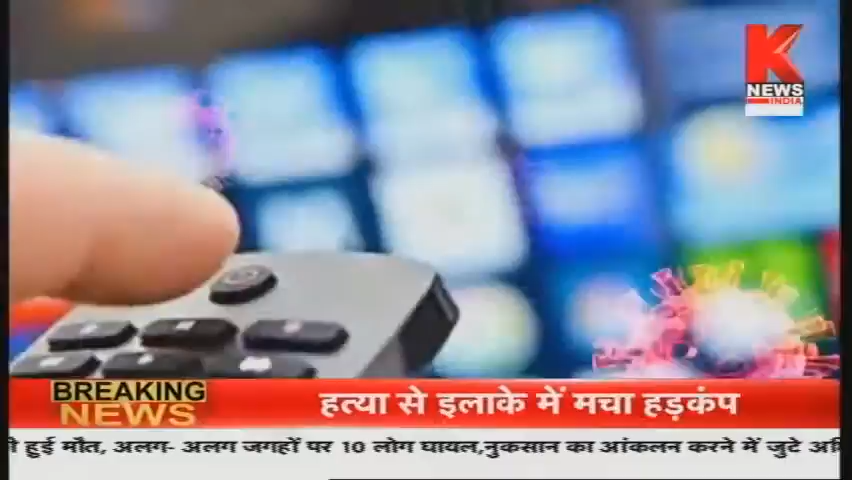 K
NEWS
INDIA
BREAKING
NEWS
हत्या से इलाके में मचा हड़कंप
हुई मौत, अलग- अलग जगहों पर 10 लोग घायल,नुकसान का आंकलन करने में जुटे